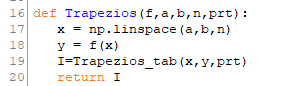 16 def Trapezios(f,a,b,n,prt):
17     x = np.linspace(a,b,n)
18     y = f(x)
19     I=Trapezios_tab(x,y,prt)
20     return I